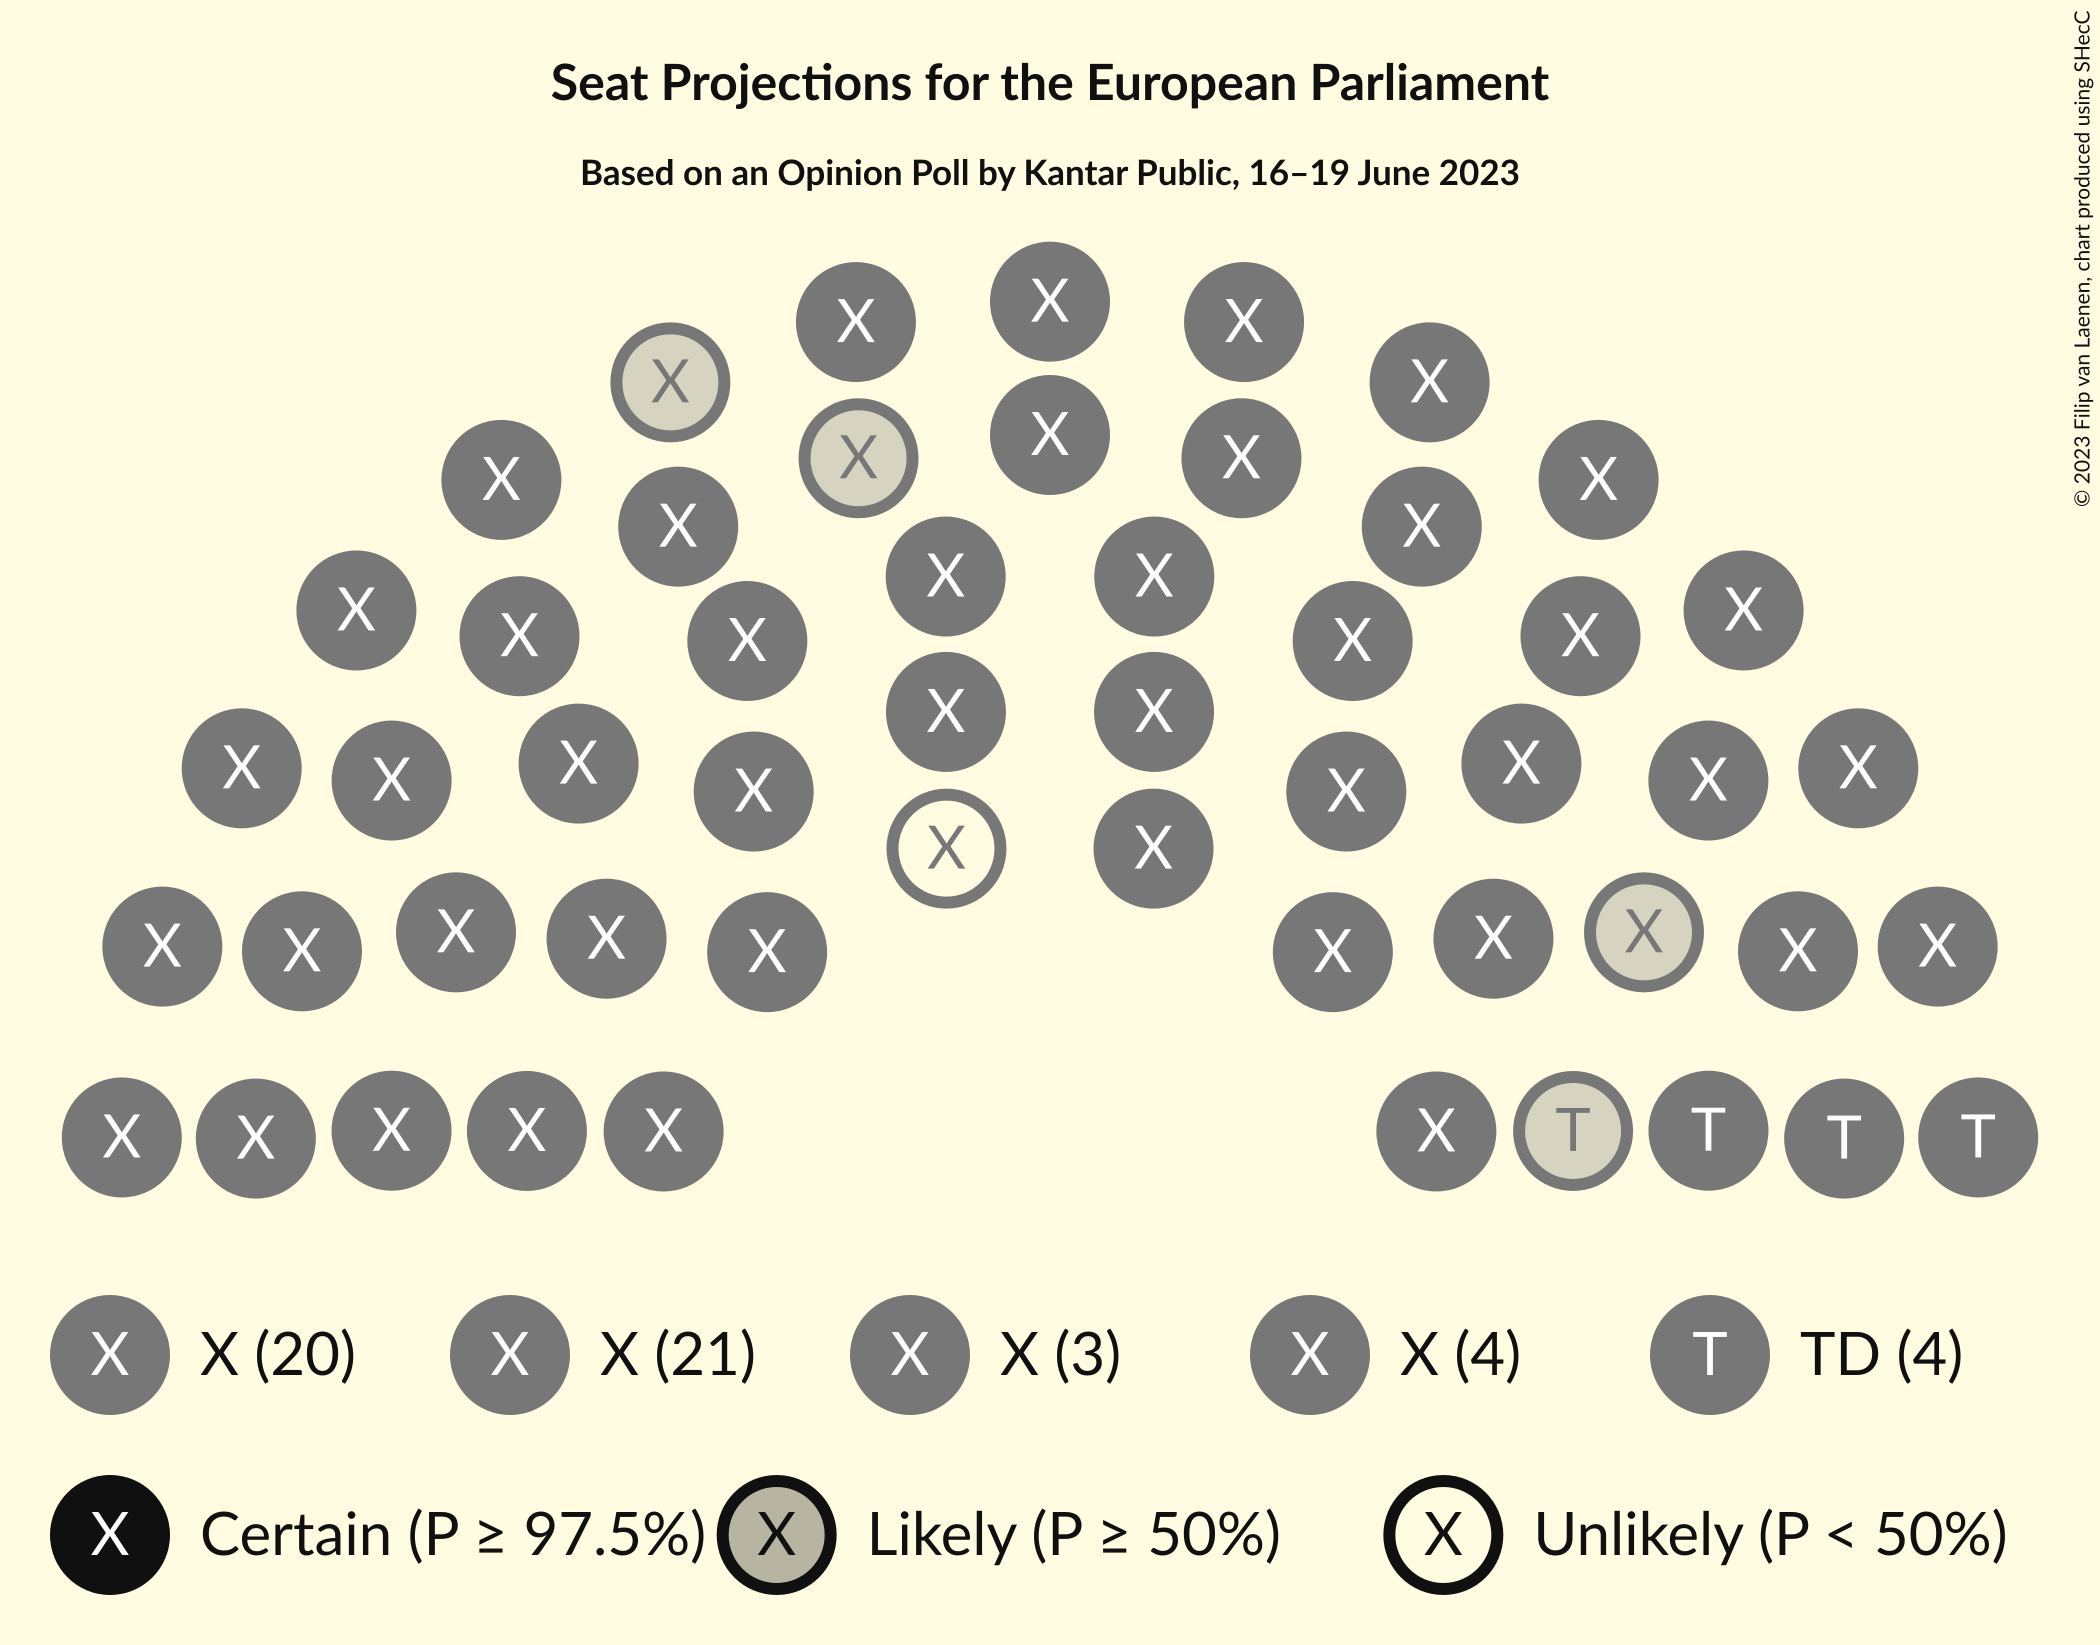 Seat Projections for the European Parliament
Based on an Opinion Poll by Kantar Public, 16–19 June 2023
© 2023 Filip van Laenen, chart produced using SHecC
X
X X
X X
X X X
X X
X X
X X
X X
X X
X X
X X
X X X X
X X
X X
X X
X X
X X
X X
X X X X
X X X X
X X
X X X X X X T T T T
X X (20) X X (21) X X (3) X X (4) T TD (4)
X Certain (P ≥ 97.5%) X Likely (P ≥ 50%) X Unlikely (P < 50%)